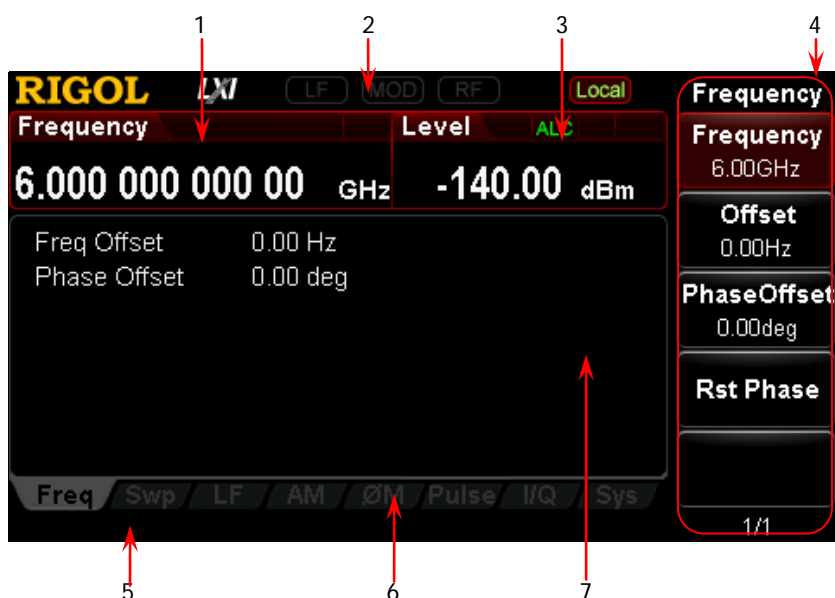 1 2 3 4
RIGOL LXI LF MOD RF Local
Frequency
Frequency Level ALC
6.000 000 000 00 GHz -140.00 dBm
Frequency
6.00GHz
Offset
0.00Hz
Freq Offset 0.00 Hz
Phase Offset 0.00 deg
PhaseOffset
0.00deg
Rst Phase
Freq Swp LF AM ØM Pulse I/Q Sys
1/1
5 6 7